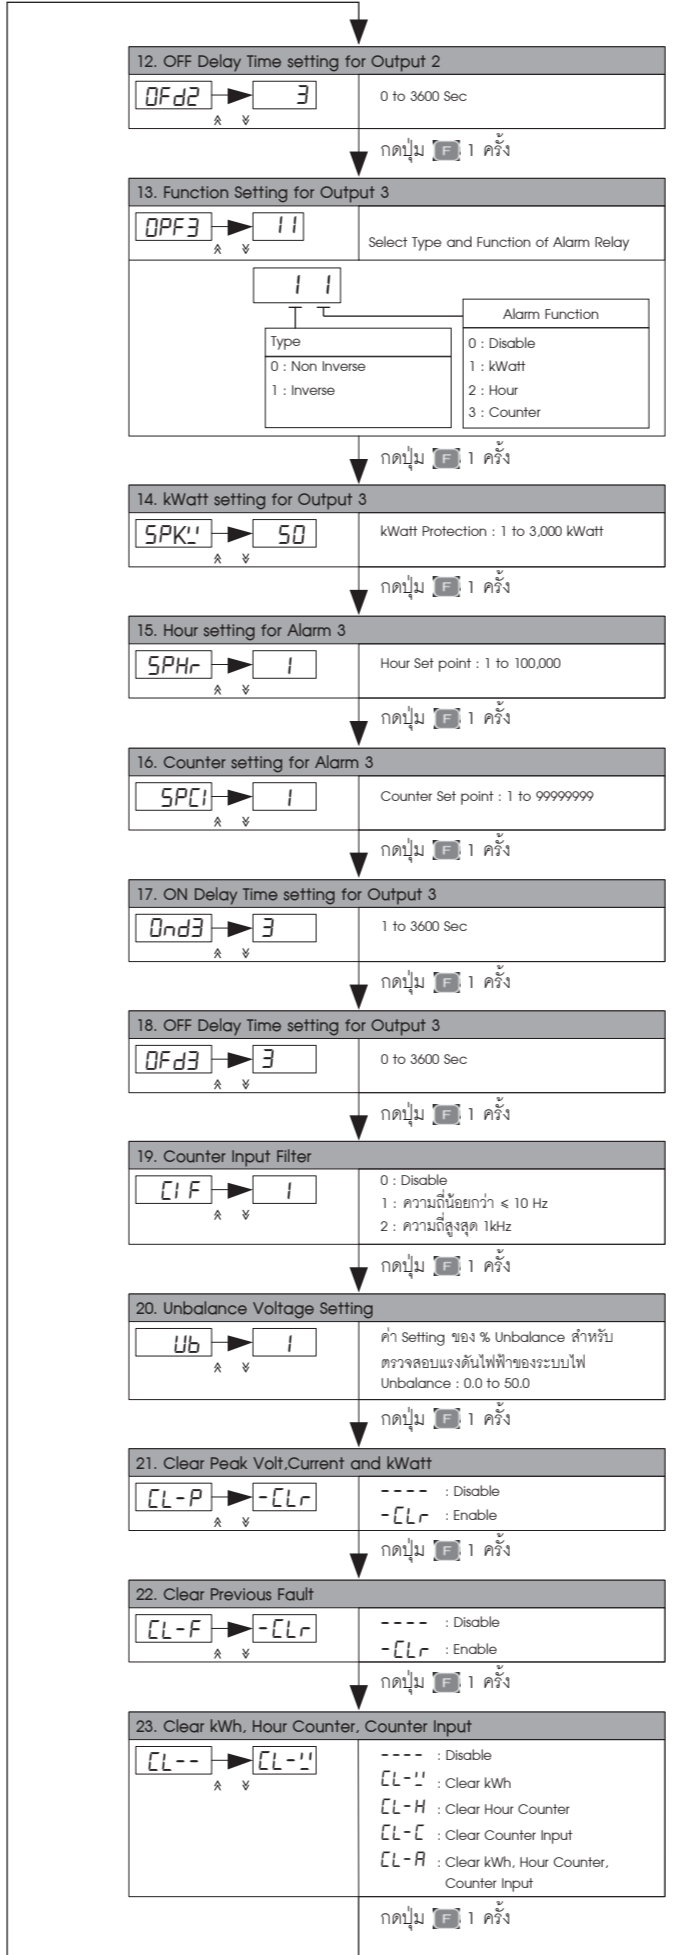 12. OFF Delay Time setting for Output 2
OFd2 3 0 to 3600 Sec
กดปุ่ม F 1 ครั้ง
13. Function Setting for Output 3
OPF3 11 Select Type and Function of Alarm Relay
1 1
Alarm Function
Type
0 : Disable
0 : Non Inverse
1 : kWatt
1 : Inverse
2 : Hour
3 : Counter
กดปุ่ม F 1 ครั้ง
14. kWatt setting for Output 3
SPKW 50 kWatt Protection : 1 to 3,000 kWatt
กดปุ่ม F 1 ครั้ง
15. Hour setting for Alarm 3
SPHr 1 Hour Set point : 1 to 100,000
กดปุ่ม F 1 ครั้ง
16. Counter setting for Alarm 3
SPC1 1 Counter Set point : 1 to 99999999
กดปุ่ม F 1 ครั้ง
17. ON Delay Time setting for Output 3
Ond3 3 1 to 3600 Sec
กดปุ่ม F 1 ครั้ง
18. OFF Delay Time setting for Output 3
OFd3 3 0 to 3600 Sec
กดปุ่ม F 1 ครั้ง
19. Counter Input Filter
CI F 1
0 : Disable
1 : ความถี่น้อยกว่า ≤ 10 Hz
2 : ความถี่สูงสุด 1kHz
กดปุ่ม F 1 ครั้ง
20. Unbalance Voltage Setting
Ub 1
ค่า Setting ของ % Unbalance สำหรับ
ตรวจสอบแรงดันไฟฟ้าของระบบไฟ
Unbalance : 0.0 to 50.0
กดปุ่ม F 1 ครั้ง
21. Clear Peak Volt,Current and kWatt
CL-P -CLr
---- : Disable
-CLr : Enable
กดปุ่ม F 1 ครั้ง
22. Clear Previous Fault
CL-F -CLr
---- : Disable
-CLr : Enable
กดปุ่ม F 1 ครั้ง
23. Clear kWh, Hour Counter, Counter Input
CL-- CL-W
---- : Disable
CL-W : Clear kWh
CL-H : Clear Hour Counter
CL-C : Clear Counter Input
CL-A : Clear kWh, Hour Counter,
Counter Input
กดปุ่ม F 1 ครั้ง